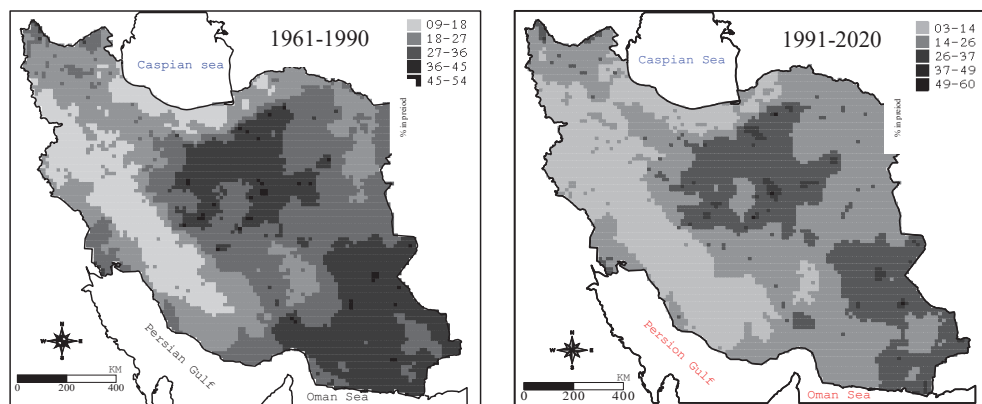 1961-1990
09-18
18-27
27-36
36-45
45-54
Caspian sea
% in preiod
Persian Gulf
Oman Sea
N
W E
S
KM
0 200 400
1991-2020
03-14
14-26
26-37
37-49
49-60
Caspian Sea
% in preiod
Persion Gulf
Oman Sea
N
W E
S
KM
0 200 400